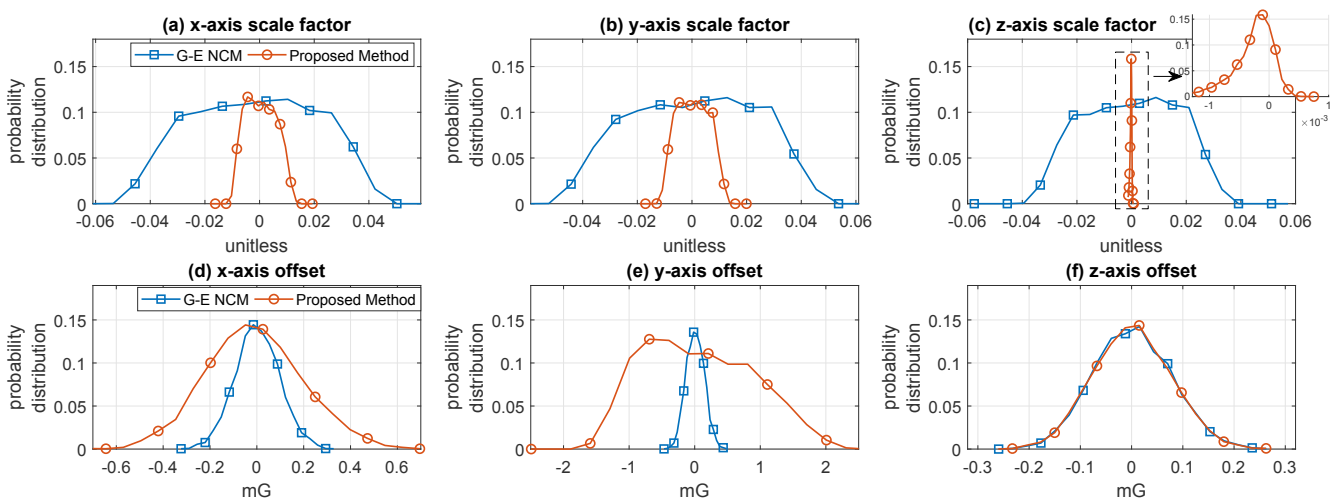 (a) x-axis scale factor
G-E NCM
Proposed Method
probability
distribution
0.15
0.1
0.05
0
-0.06 -0.04 -0.02 0 0.02 0.04
unitless
(b) y-axis scale factor
probability
distribution
0.15
0.1
0.05
0
-0.04 -0.02 0 0.02 0.04 0.06
unitless
(c) z-axis scale factor
probability
distribution
0.15
0.1
0.05
0
-0.06 -0.04 -0.02 0 0.02 0.04 0.06
unitless
0.15
0.1
0.05
0
-1 0 1
×10⁻³
(d) x-axis offset
G-E NCM
Proposed Method
probability
distribution
0.15
0.1
0.05
0
-0.6 -0.4 -0.2 0 0.2 0.4 0.6
mG
(e) y-axis offset
probability
distribution
0.15
0.1
0.05
0
-2 -1 0 1 2
mG
(f) z-axis offset
probability
distribution
0.15
0.1
0.05
0
-0.3 -0.2 -0.1 0 0.1 0.2 0.3
mG